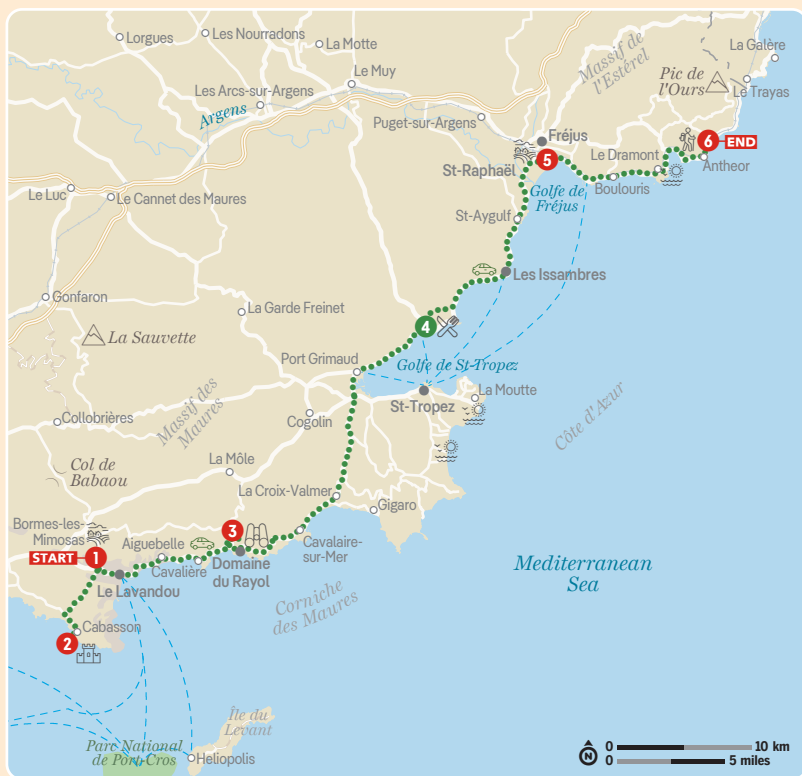 Lorgues
Les Nourradons
La Motte
Le Muy
Les Arcs-sur-Argens
Argens
Puget-sur-Argens
Massif de
l'Estérel
La Galère
Pic de
l'Ours
Le Trayas
Fréjus
5
St-Raphaël
Golfe de
Fréjus
Le Dramont
6
END
Antheor
Boulouris
St-Aygulf
Les Issambres
Le Luc
Le Cannet des Maures
Gonfaron
La Garde Freinet
La Sauvette
4
Port Grimaud
Golfe de St-Tropez
St-Tropez
La Moutte
Côte d'Azur
Collobrières
Massif des
Maures
Cogolin
Col de
Babaou
La Môle
La Croix-Valmer
Gigaro
Bormes-les-
Mimosas
START
1
Aiguebelle
3
Cavalière
Domaine
du Rayol
Cavalaire-
sur-Mer
Le Lavandou
Corniche
des Maures
Mediterranean
Sea
2
Cabasson
Île du
Levant
Parc National
de Port-Cros
Heliopolis
N
0
10 km
0
5 miles